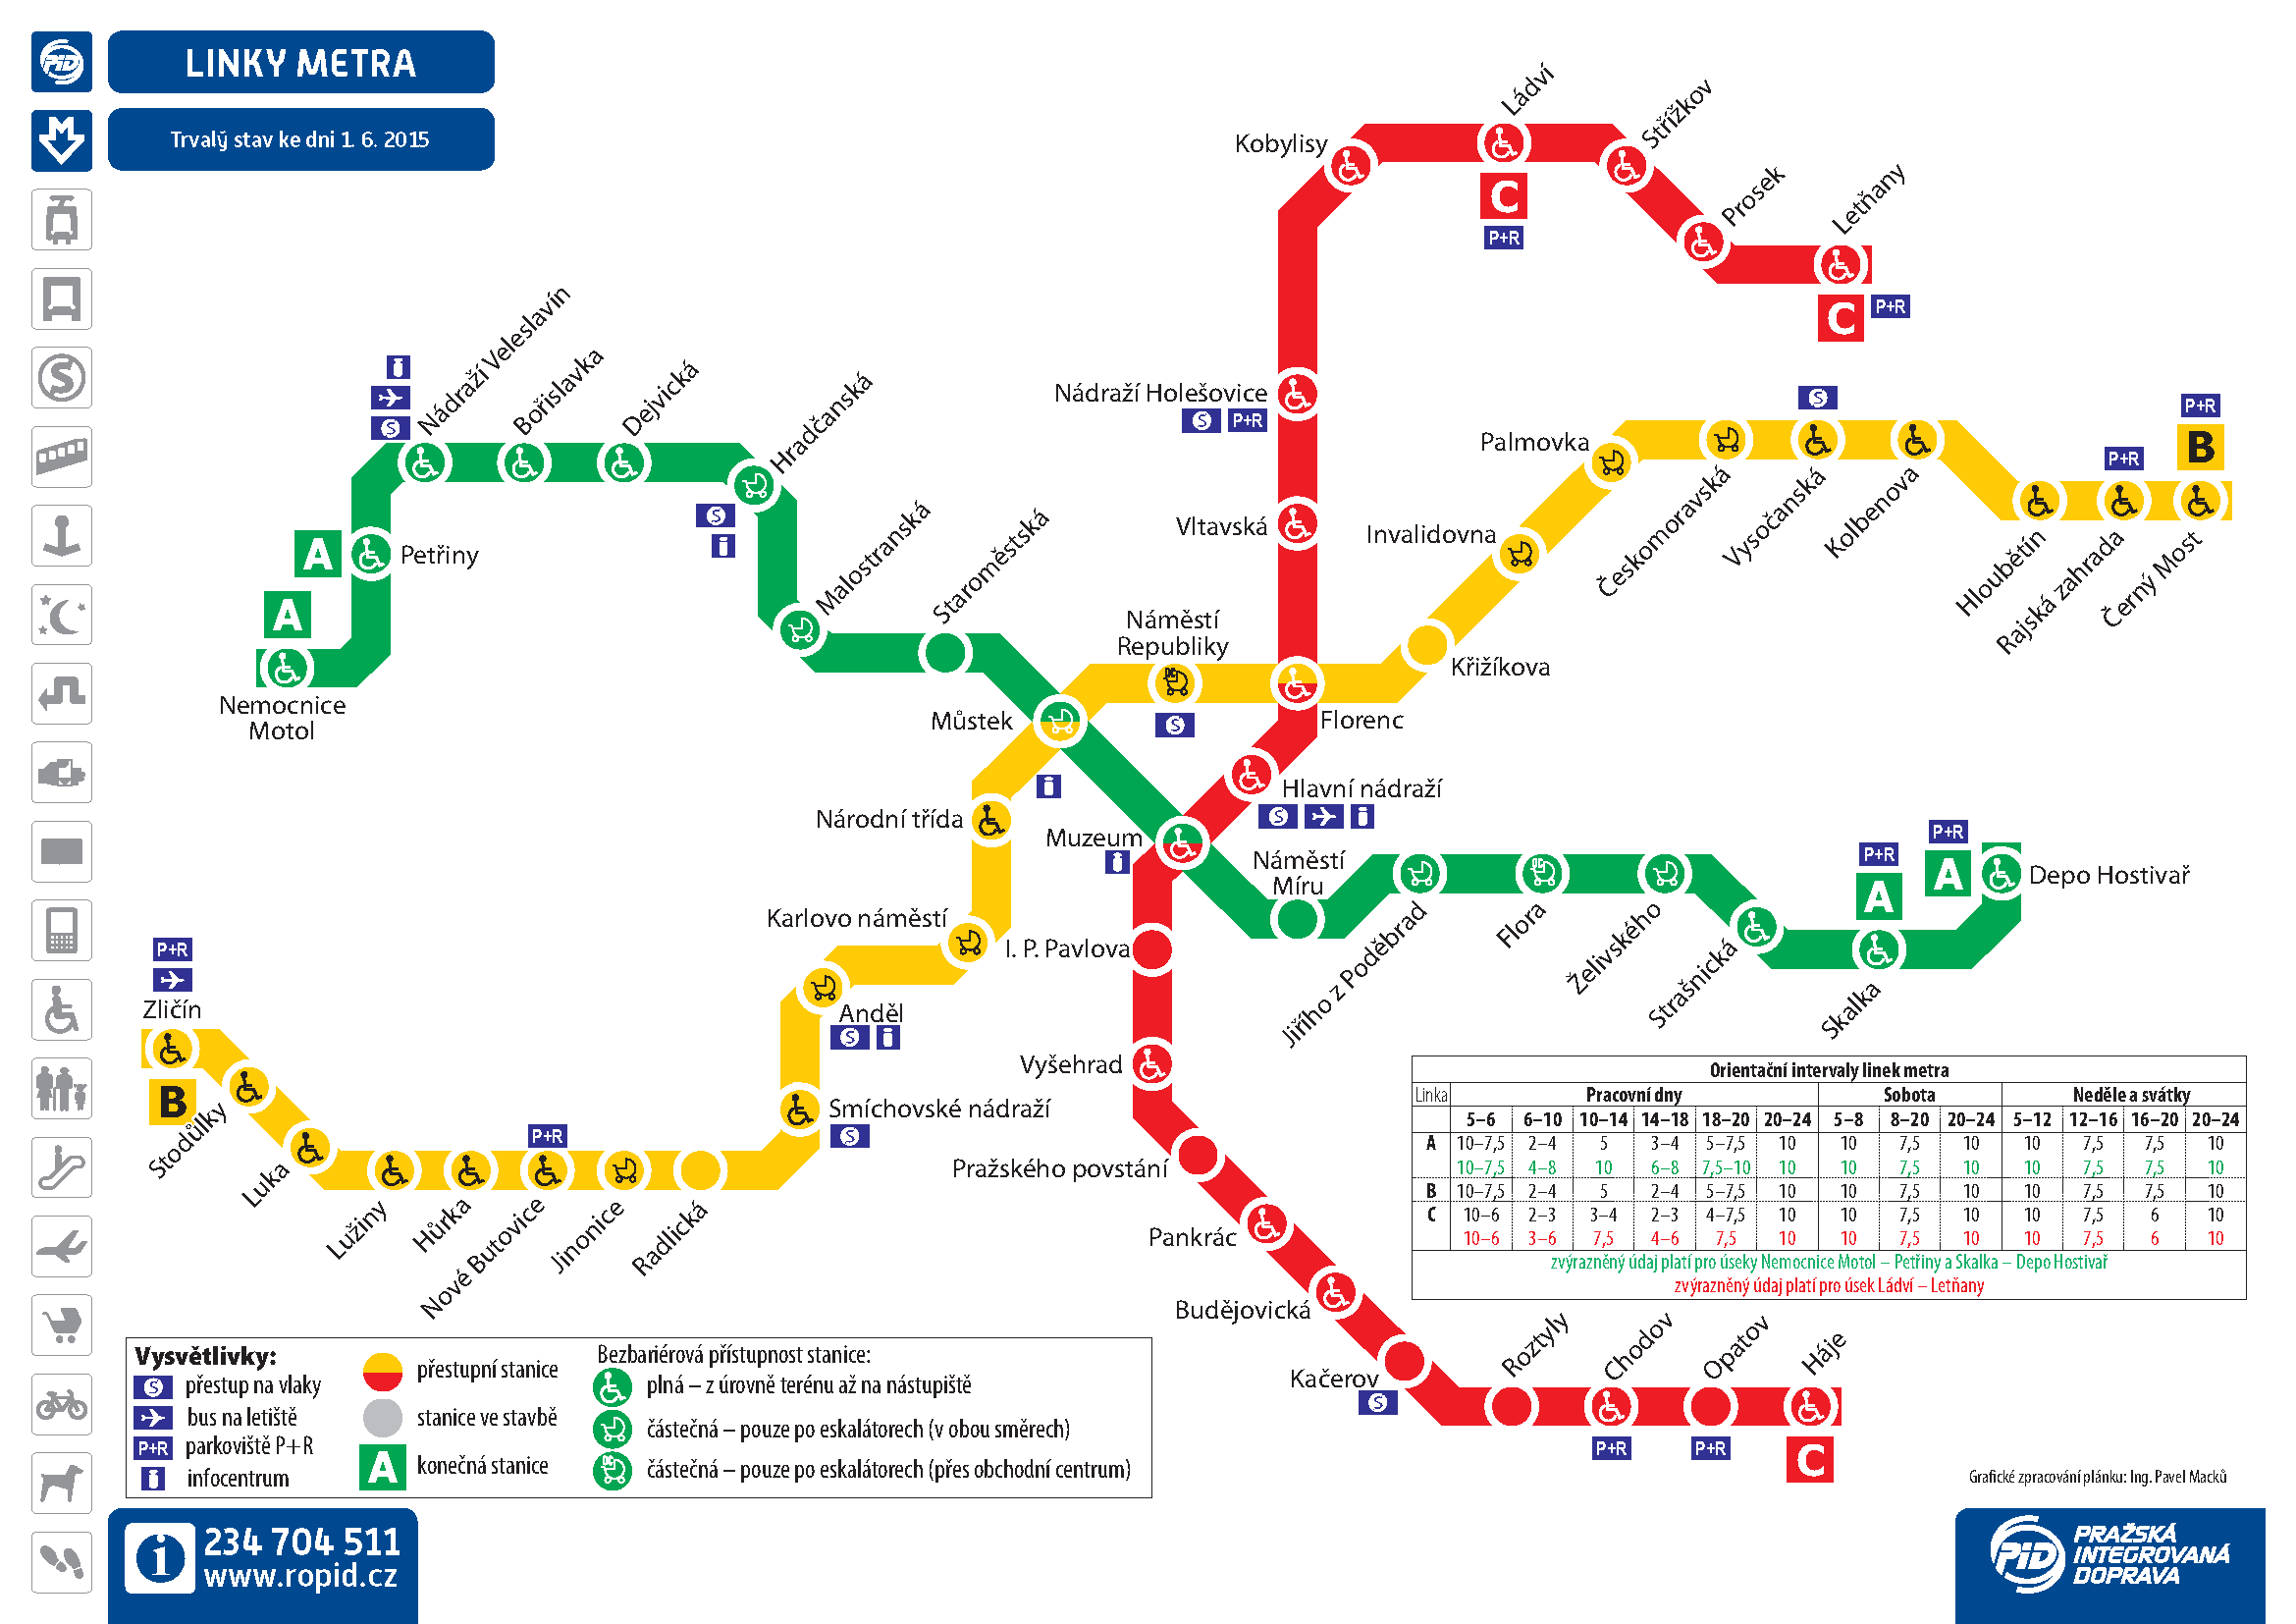 PID
LINKY METRA
M
Trvalý stav ke dni 1. 6. 2015
S
Ládví
Střížkov
Kobylisy
Prosek
Letňany
C
P+R
C
P+R
Nádraží Veleslavín
Bořislavka
Dejvická
Hradčanská
S
Petřiny
A
A
Nemocnice
Motol
S
i
Malostranská
Staroměstská
Nádraží Holešovice
S
P+R
Vltavská
Palmovka
S
P+R
B
P+R
Invalidovna
Českomoravská
Vysočanská
Kolbenova
Hloubětín
Rajská zahrada
Černý Most
Náměstí
Republiky
OC
S
Křižíkova
Můstek
Florenc
i
Hlavní nádraží
S
i
Národní třída
Muzeum
i
Náměstí
Míru
P+R
A
P+R
A
Depo Hostivař
OC
Jiřího z Poděbrad
Flora
Želivského
Strašnická
Skalka
Karlovo náměstí
I. P. Pavlova
P+R
Zličín
B
Anděl
S
i
Vyšehrad
Smíchovské nádraží
S
Stodůlky
Luka
Lužiny
Hůrka
P+R
Nové Butovice
Jinonice
Radlická
Pražského povstání
Pankrác
Budějovická
Kačerov
S
Roztyly
Chodov
Opatov
Háje
P+R
P+R
C
Orientační intervaly linek metra
Linka Pracovní dny Sobota Neděle a svátky
5–6 6–10 10–14 14–18 18–20 20–24 5–8 8–20 20–24 5–12 12–16 16–20 20–24
A 10–7,5 2–4 5 3–4 5–7,5 10 10 7,5 10 10 7,5 7,5 10
10–7,5 4–8 10 6–8 7,5–10 10 10 7,5 10 10 7,5 7,5 10
B 10–7,5 2–4 5 2–4 5–7,5 10 10 7,5 10 10 7,5 7,5 10
C 10–6 2–3 3–4 2–3 4–7,5 10 10 7,5 10 10 7,5 6 10
10–6 3–6 7,5 4–6 7,5 10 10 7,5 10 10 7,5 6 10
zvýrazněný údaj platí pro úseky Nemocnice Motol – Petřiny a Skalka – Depo Hostivař
zvýrazněný údaj platí pro úsek Ládví – Letňany
Vysvětlivky:
S přestup na vlaky
bus na letiště
P+R parkoviště P+R
i infocentrum
přestupní stanice
stanice ve stavbě
A konečná stanice
Bezbariérová přístupnost stanice:
plná – z úrovně terénu až na nástupiště
částečná – pouze po eskalátorech (v obou směrech)
OC částečná – pouze po eskalátorech (přes obchodní centrum)
Grafické zpracování plánku: Ing. Pavel Macků
i 234 704 511
www.ropid.cz
PID PRAŽSKÁ
INTEGROVANÁ
DOPRAVA